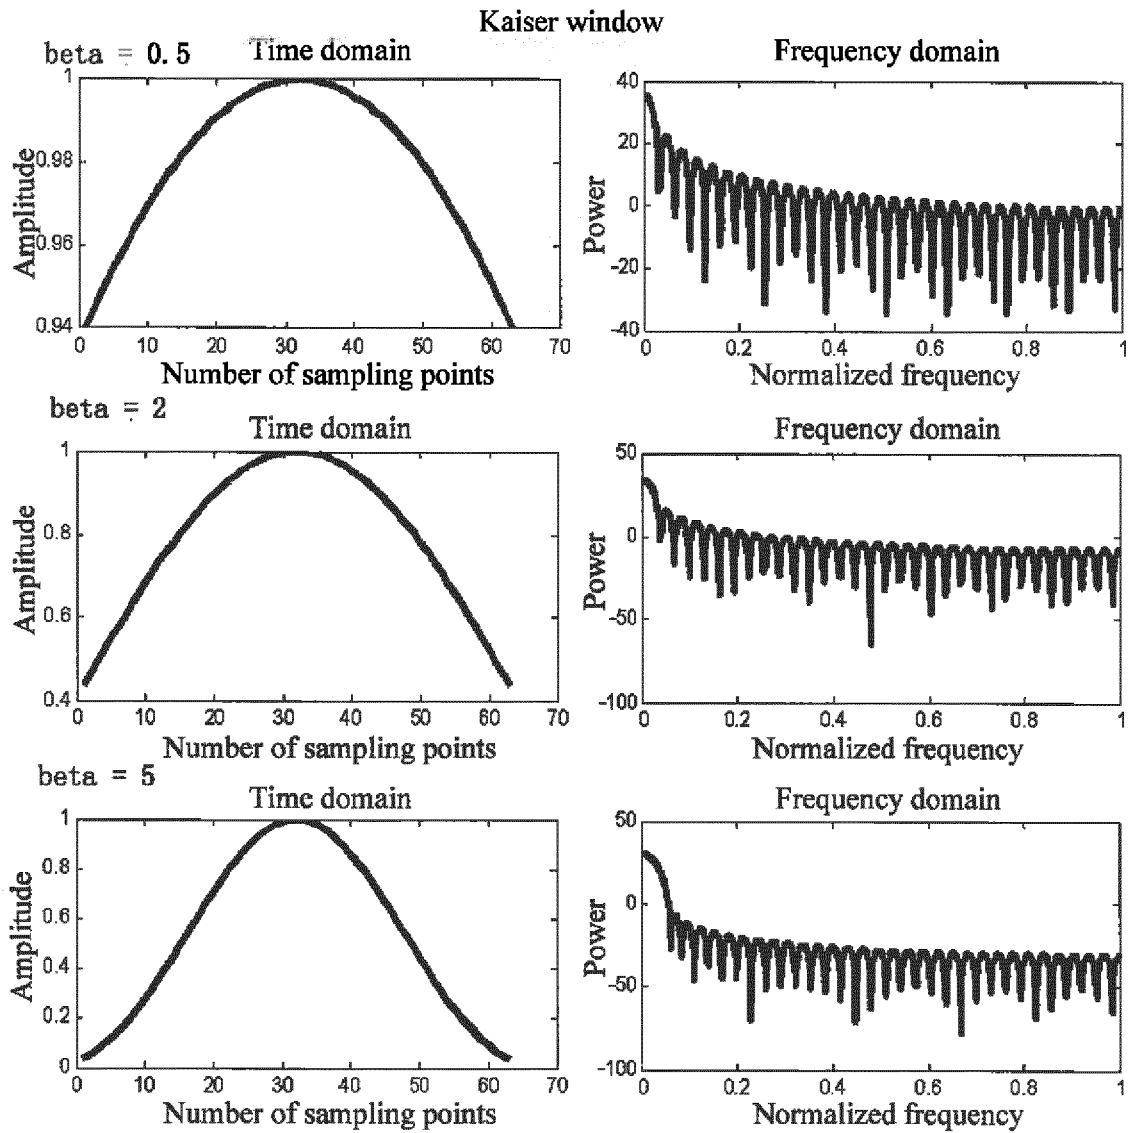 Kaiser window
beta = 0.5
Time domain
Frequency domain
1
0.98
0.96
0.94
Amplitude
0 10 20 30 40 50 60 70
Number of sampling points
40
20
0
-20
-40
Power
0 0.2 0.4 0.6 0.8 1
Normalized frequency
beta = 2
Time domain
Frequency domain
1
0.8
0.6
0.4
Amplitude
0 10 20 30 40 50 60 70
Number of sampling points
50
0
-50
-100
Power
0 0.2 0.4 0.6 0.8 1
Normalized frequency
beta = 5
Time domain
Frequency domain
1
0.8
0.6
0.4
0.2
0
Amplitude
0 10 20 30 40 50 60 70
Number of sampling points
50
0
-50
-100
Power
0 0.2 0.4 0.6 0.8 1
Normalized frequency